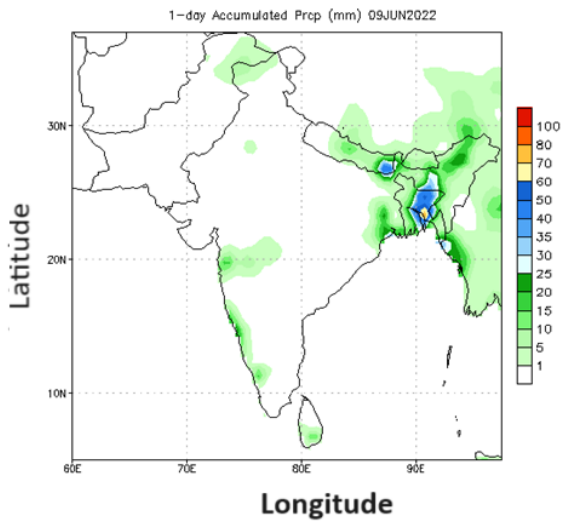 1-day Accumulated Prcp (mm) 09JUN2022
30N
20N
10N
60E 70E 80E 90E
Latitude
Longitude
100
80
70
60
50
40
35
30
25
20
15
10
5
1